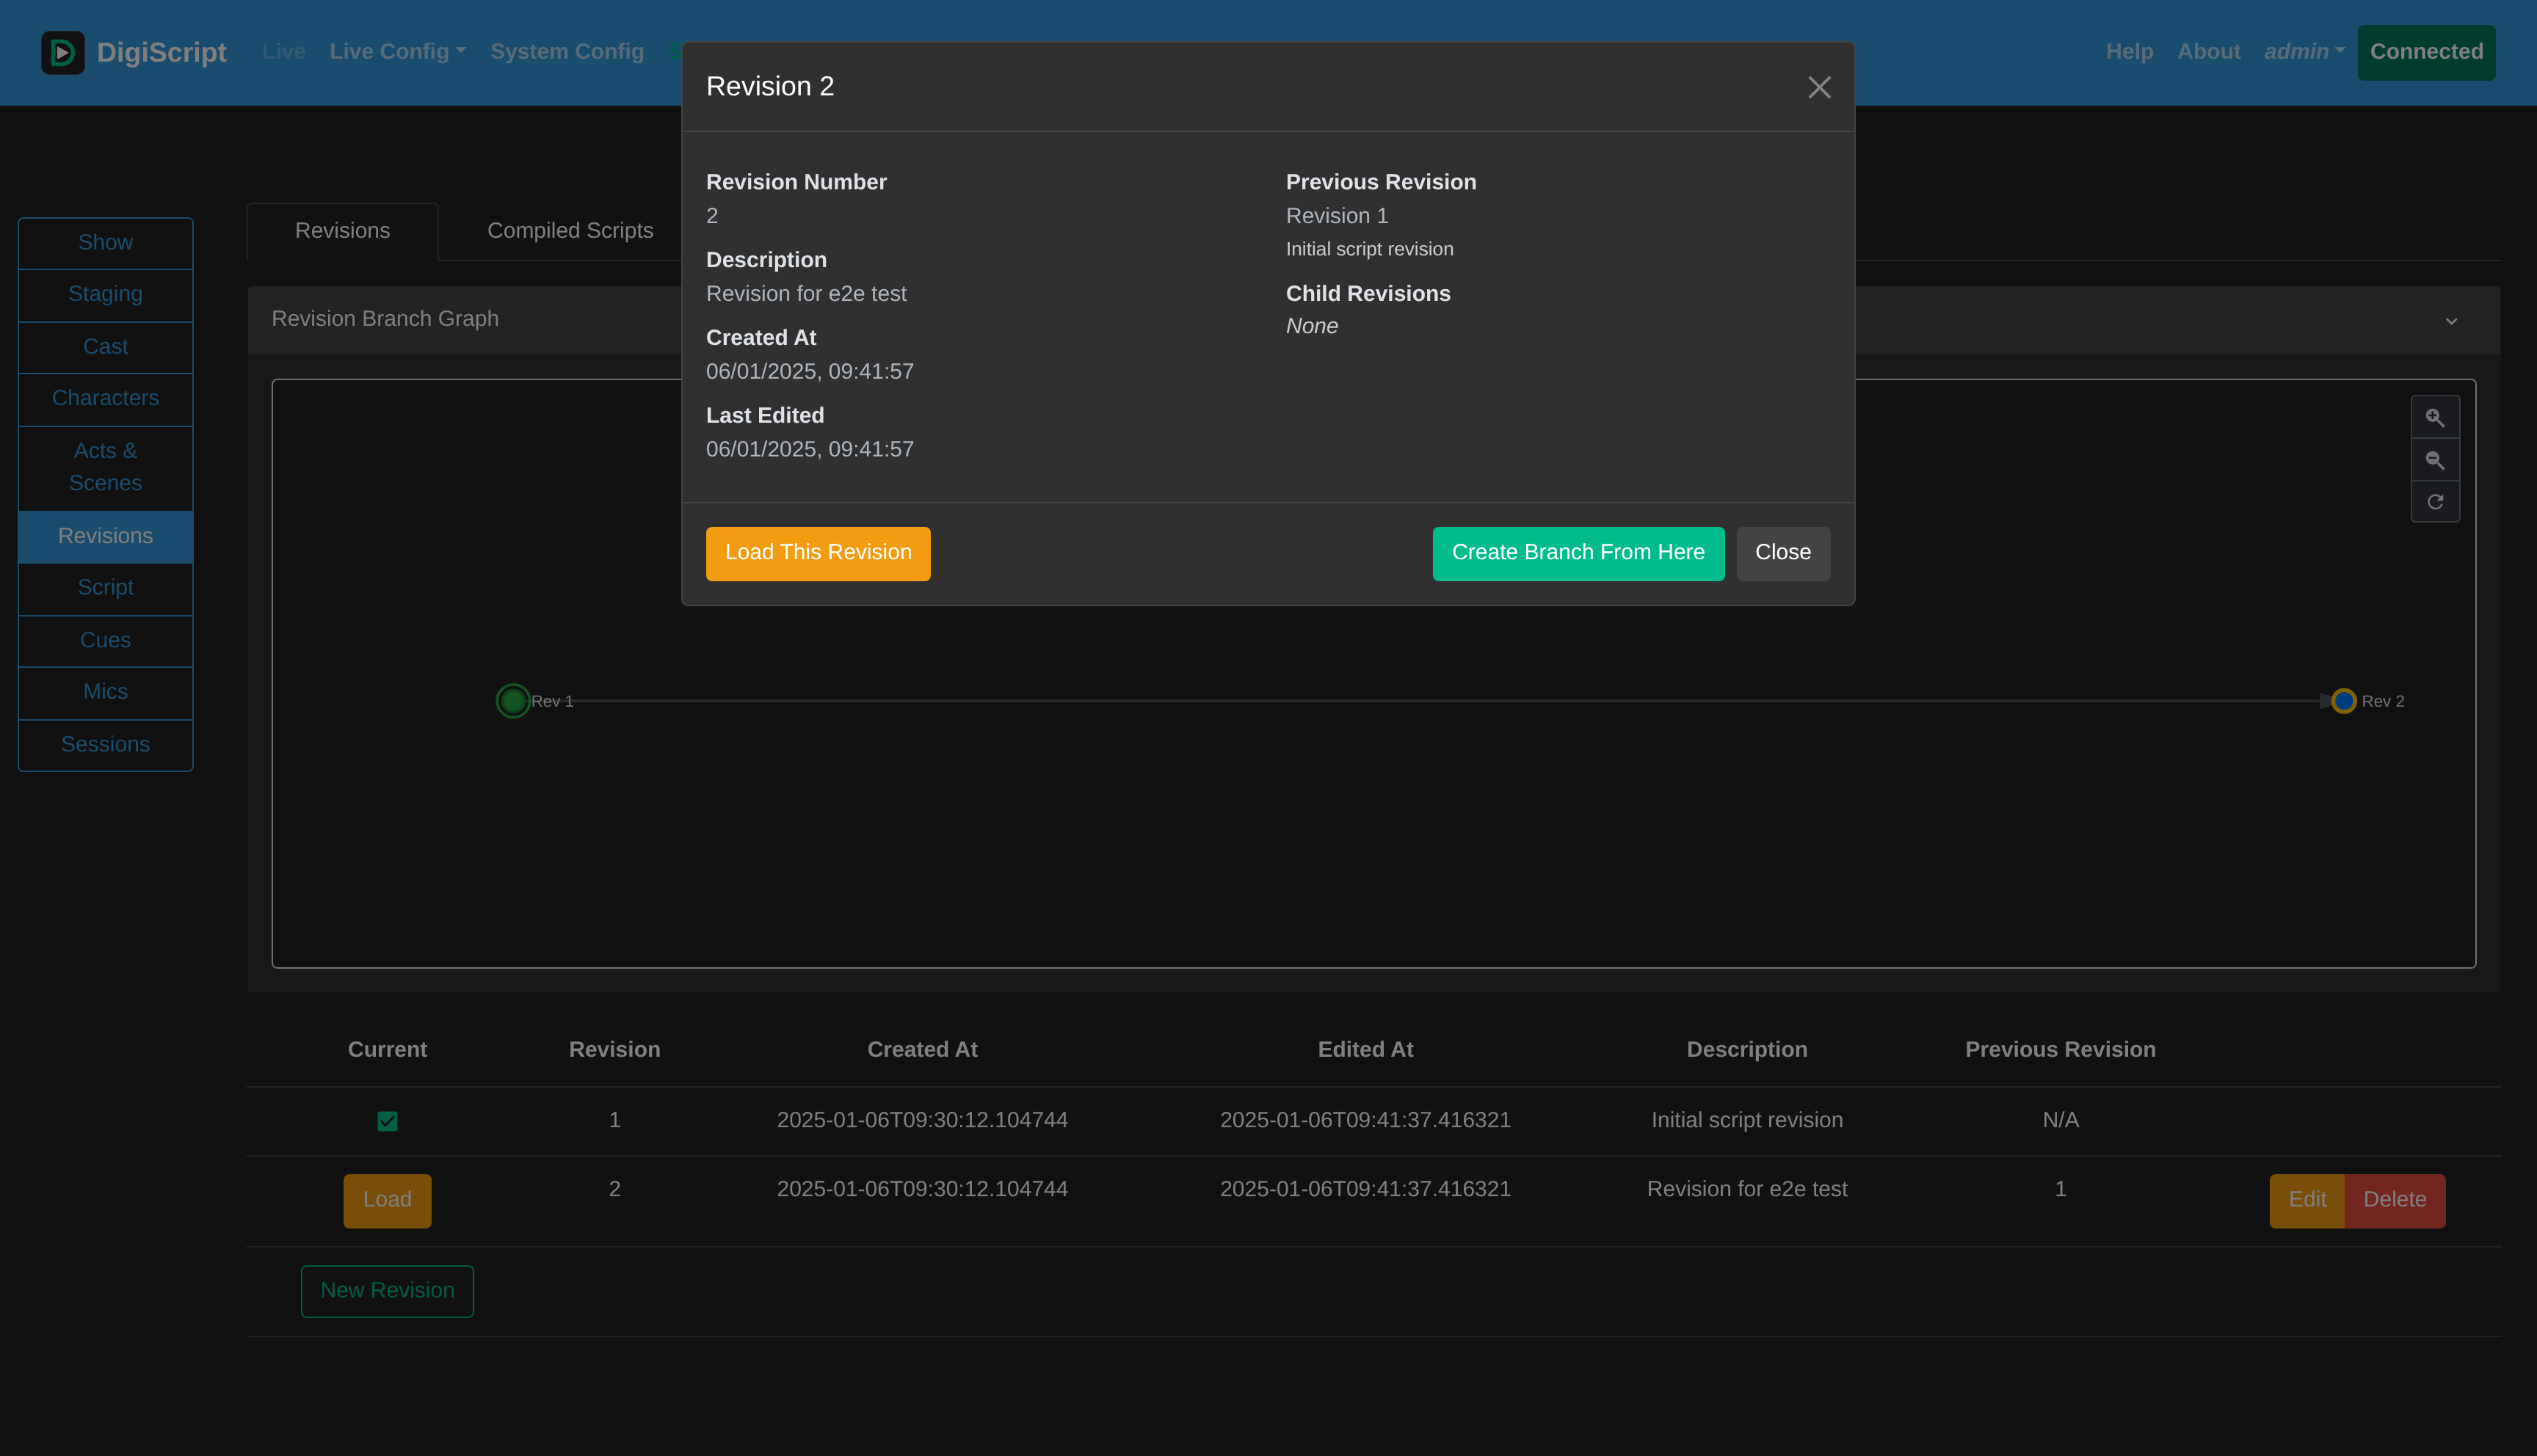 DigiScript
Live
Live Config
System Config
Help
About
admin
Connected
Revision 2
Revision Number
2
Description
Revision for e2e test
Created At
06/01/2025, 09:41:57
Last Edited
06/01/2025, 09:41:57
Previous Revision
Revision 1
Initial script revision
Child Revisions
None
Load This Revision
Create Branch From Here
Close
Show
Staging
Cast
Characters
Acts &
Scenes
Revisions
Script
Cues
Mics
Sessions
Revisions
Compiled Scripts
Revision Branch Graph
Rev 1
Rev 2
Current Revision Created At Edited At Description Previous Revision
1 2025-01-06T09:30:12.104744 2025-01-06T09:41:37.416321 Initial script revision N/A
Load 2 2025-01-06T09:30:12.104744 2025-01-06T09:41:37.416321 Revision for e2e test 1 Edit Delete
New Revision